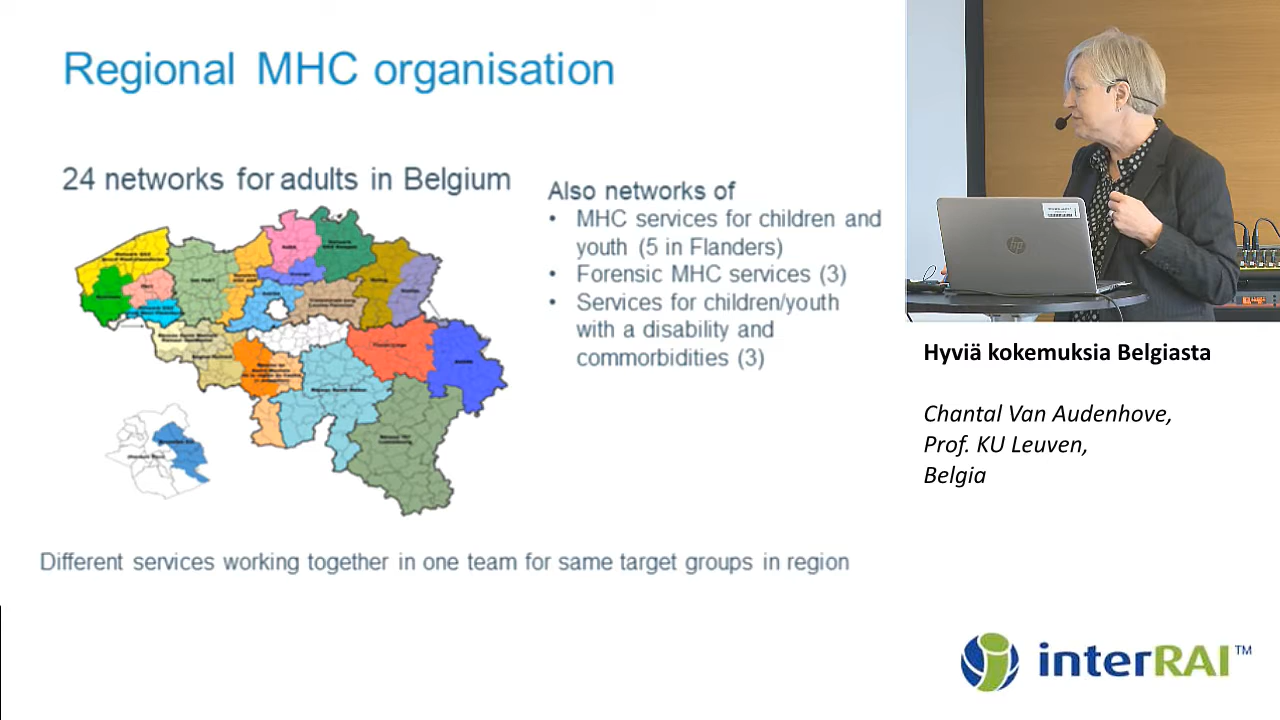 Regional MHC organisation
24 networks for adults in Belgium
Also networks of
• MHC services for children and
youth (5 in Flanders)
• Forensic MHC services (3)
• Services for children/youth
with a disability and
commorbidities (3)
Different services working together in one team for same target groups in region
hp
Hyviä kokemuksia Belgiasta
Chantal Van Audenhove,
Prof. KU Leuven,
Belgia
interRAI™